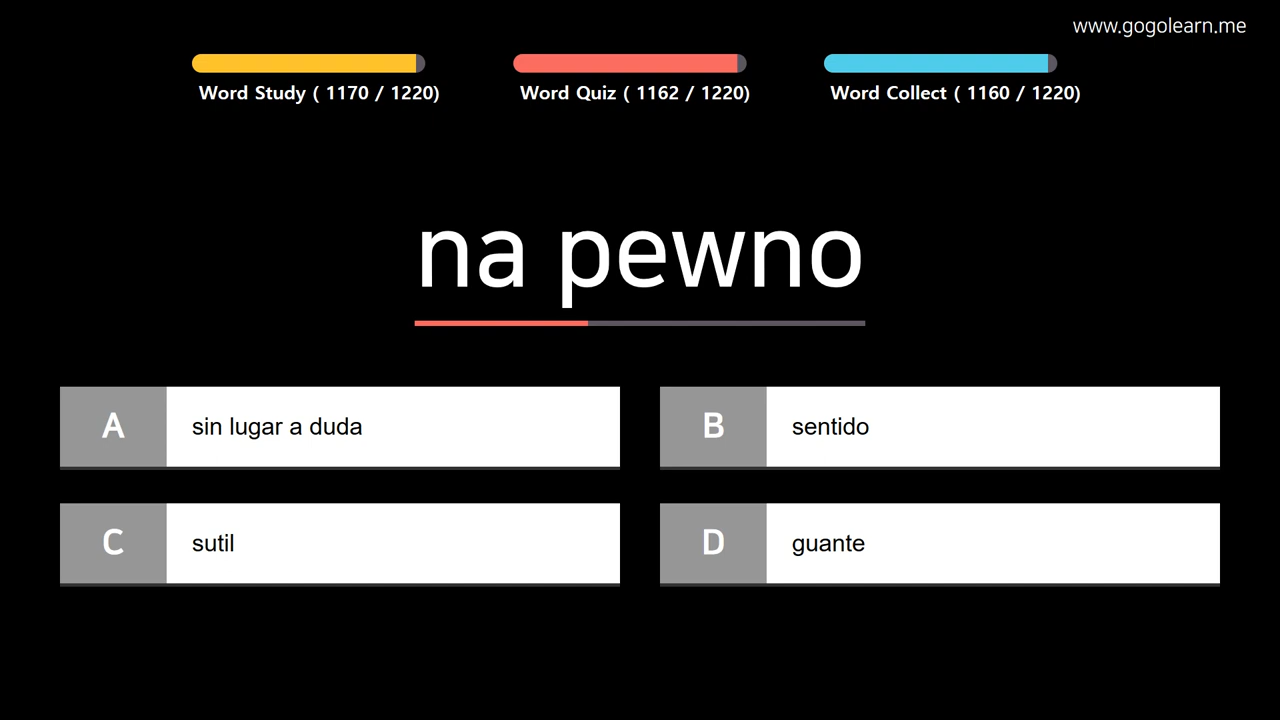 www.gogolearn.me
Word Study ( 1170 / 1220)
Word Quiz ( 1162 / 1220)
Word Collect ( 1160 / 1220)
na pewno
A sin lugar a duda
B sentido
C sutil
D guante